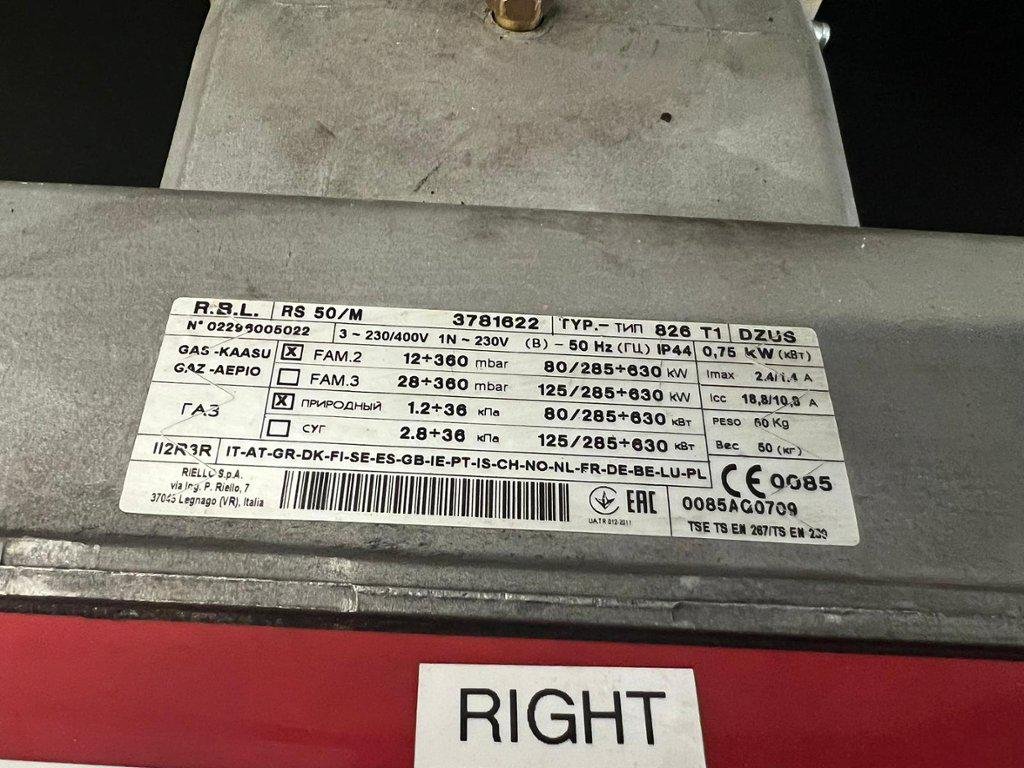 R.B.L. RS 50/M 3781622 TYP.- ТИП 826 T1 DZUS
N° 02296005022 3 ~ 230/400V 1N ~ 230V (В) - 50 Hz (ГЦ) IP44 0,75 kW (кВт)
GAS-KAASU X FAM.2 12÷360 mbar 80/285÷630 kW Imax 2.4/1.4 A
GAZ-AEPIO FAM.3 28÷360 mbar 125/285÷630 kW Icc 18,8/10,8 A
ГАЗ X ПРИРОДНЫЙ 1.2÷36 кПа 80/285÷630 кВт PESO 50 Kg
СУГ 2.8÷36 кПа 125/285÷630 кВт Вес 50 (кг)
II2R3R IT-AT-GR-DK-FI-SE-ES-GB-IE-PT-IS-CH-NO-NL-FR-DE-BE-LU-PL CE 0085
RIELLO S.p.A.
via Ing. P. Riello, 7
37045 Legnago (VR), Italia
EAC 0085AQ0709
UA.TR 012-2011 TSE TS EN 267/TS EN
RIGHT